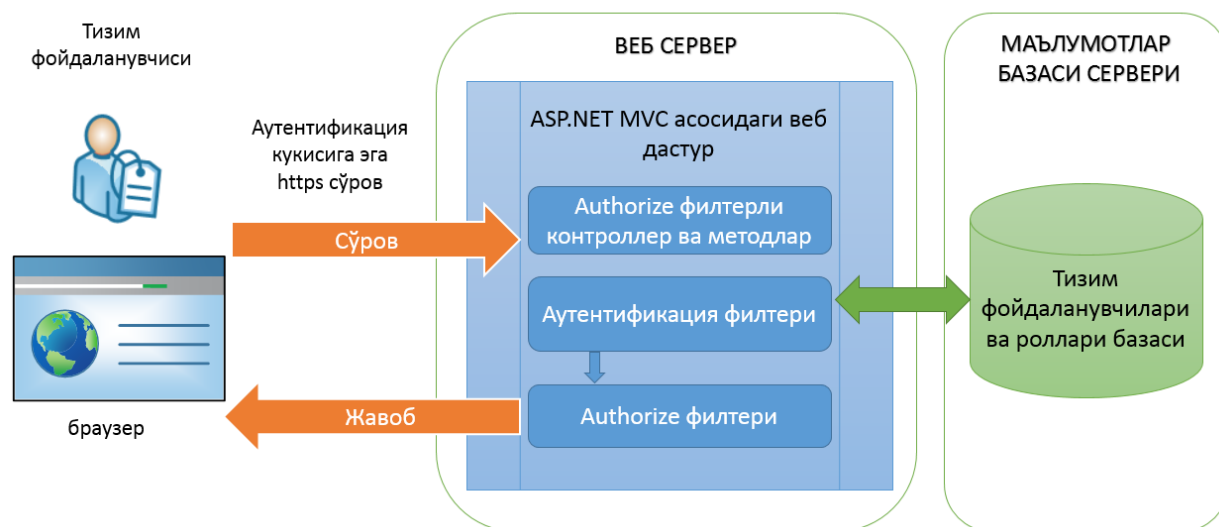 Тизим
фойдаланувчиси
Аутентификация
кукисига эга
https сўров
Сўров
Жавоб
браузер
ВЕБ СЕРВЕР
ASP.NET MVC асосидаги веб
дастур
Authorize филтерли
контроллер ва методлар
Аутентификация филтери
Authorize филтери
МАЪЛУМОТЛАР
БАЗАСИ СЕРВЕРИ
Тизим
фойдаланувчилари
ва роллари базаси